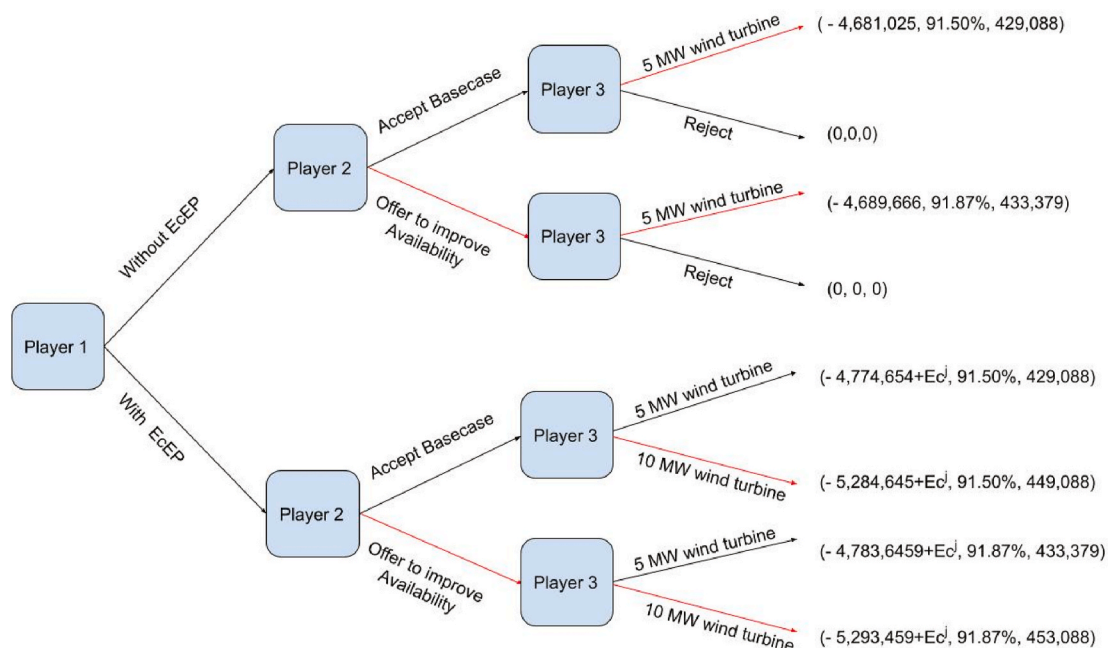 Player 1
Without EcEP
With EcEP
Player 2
Accept Basecase
Offer to improve
Availability
Player 3
5 MW wind turbine
(- 4,681,025, 91.50%, 429,088)
Reject
(0,0,0)
Player 3
5 MW wind turbine
(- 4,689,666, 91.87%, 433,379)
Reject
(0, 0, 0)
Player 2
Accept Basecase
Offer to improve
Availability
Player 3
5 MW wind turbine
(- 4,774,654+Ecʲ, 91.50%, 429,088)
10 MW wind turbine
(- 5,284,645+Ecʲ, 91.50%, 449,088)
Player 3
5 MW wind turbine
(- 4,783,6459+Ecʲ, 91.87%, 433,379)
10 MW wind turbine
(- 5,293,459+Ecʲ, 91.87%, 453,088)